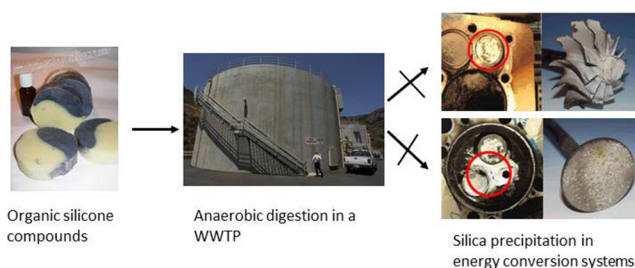 Organic silicone
compounds
Anaerobic digestion in a
WWTP
Silica precipitation in
energy conversion systems